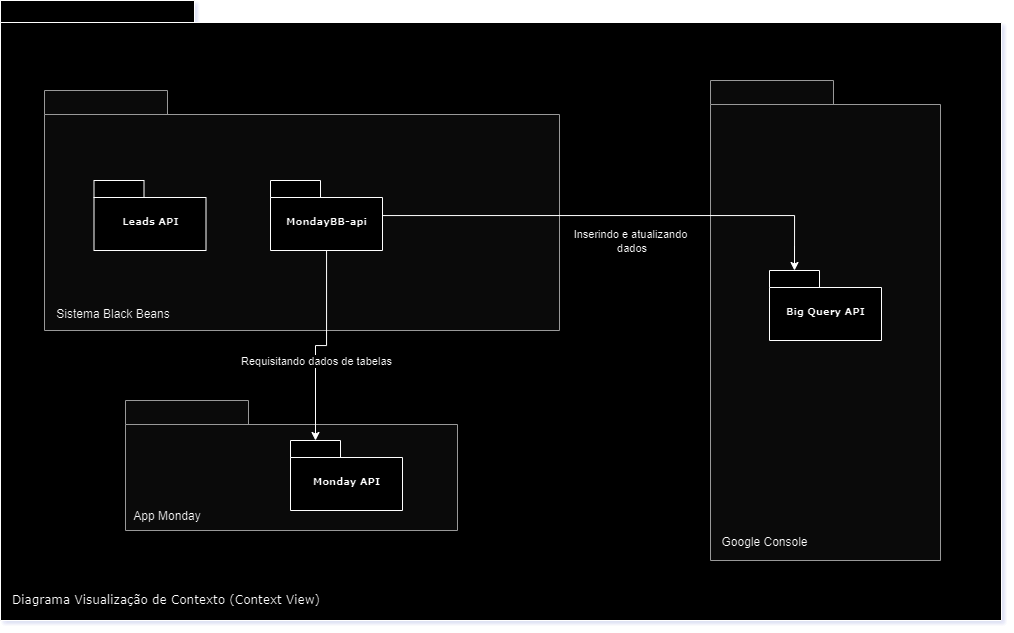 Leads API
MondayBB-api
Inserindo e atualizando
dados
Big Query API
Sistema Black Beans
Requisitando dados de tabelas
Monday API
App Monday
Google Console
Diagrama Visualização de Contexto (Context View)